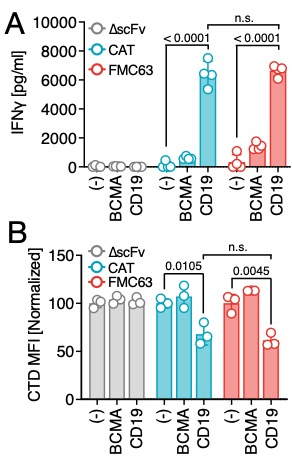 A
n.s.
ΔscFv
CAT
FMC63
< 0.0001
< 0.0001
IFNγ [pg/ml]
10000
8000
6000
4000
2000
0
(-)
BCMA
CD19
(-)
BCMA
CD19
(-)
BCMA
CD19
B
n.s.
ΔscFv
CAT
FMC63
0.0105
0.0045
CTD MFI [Normalized]
150
100
50
0
(-)
BCMA
CD19
(-)
BCMA
CD19
(-)
BCMA
CD19